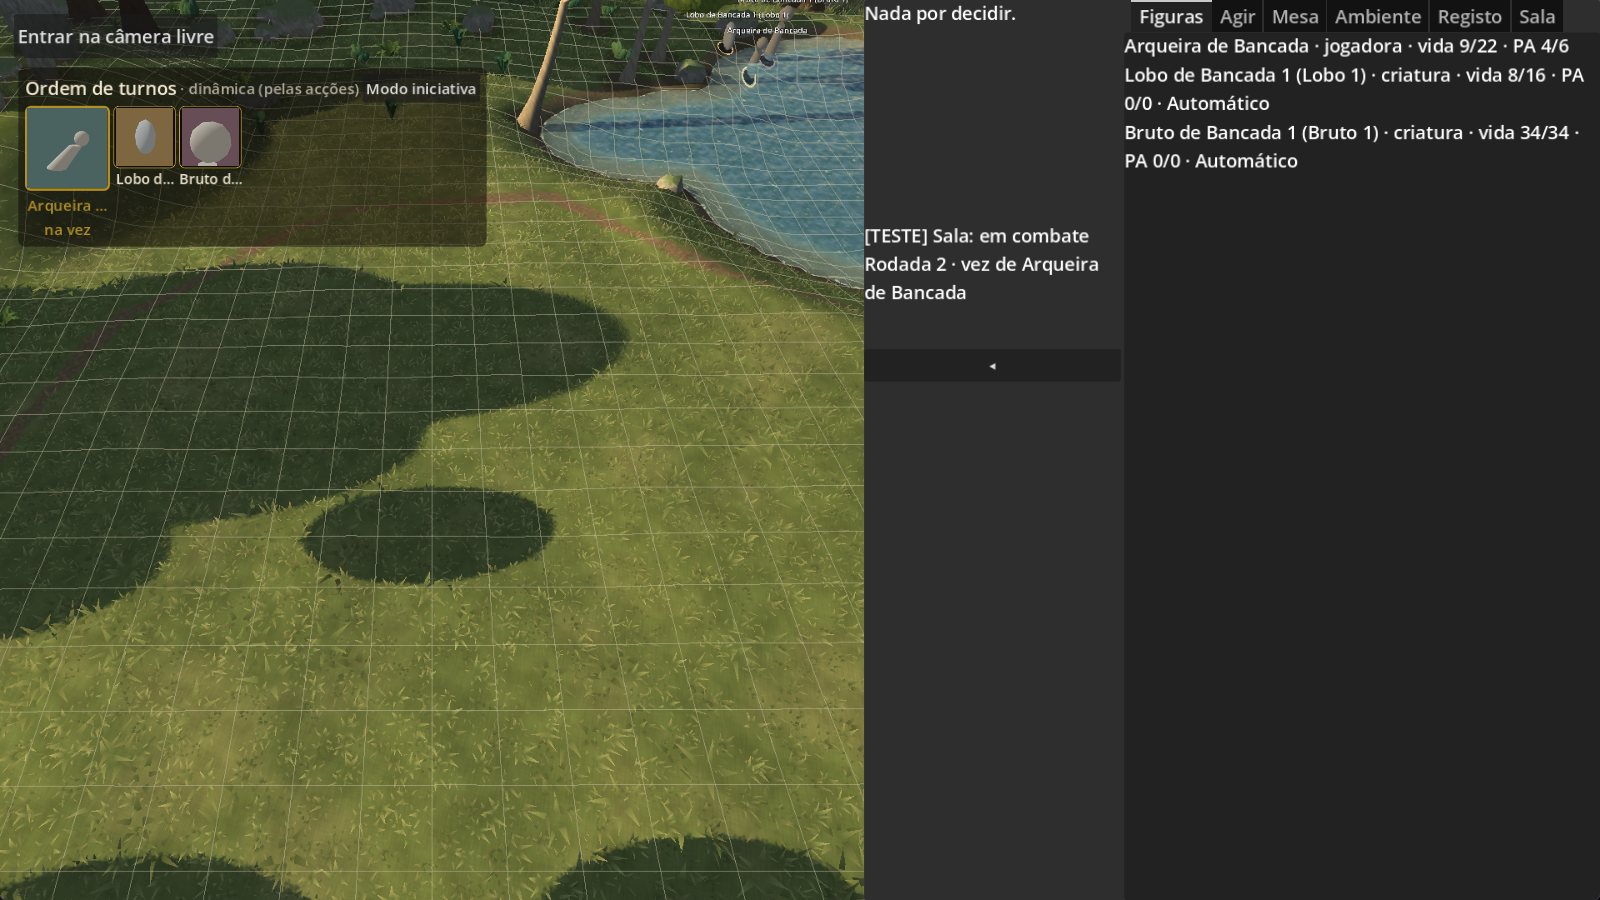 Entrar na câmera livre
Ordem de turnos · dinâmica (pelas acções) Modo iniciativa
Lobo d... Bruto d...
Arqueira ...
na vez
Lobo de Bancada 1 (Lobo 1)
Arqueira de Bancada
Nada por decidir.
[TESTE] Sala: em combate
Rodada 2 · vez de Arqueira
de Bancada
Figuras Agir Mesa Ambiente Registo Sala
Arqueira de Bancada · jogadora · vida 9/22 · PA 4/6
Lobo de Bancada 1 (Lobo 1) · criatura · vida 8/16 · PA
0/0 · Automático
Bruto de Bancada 1 (Bruto 1) · criatura · vida 34/34 ·
PA 0/0 · Automático